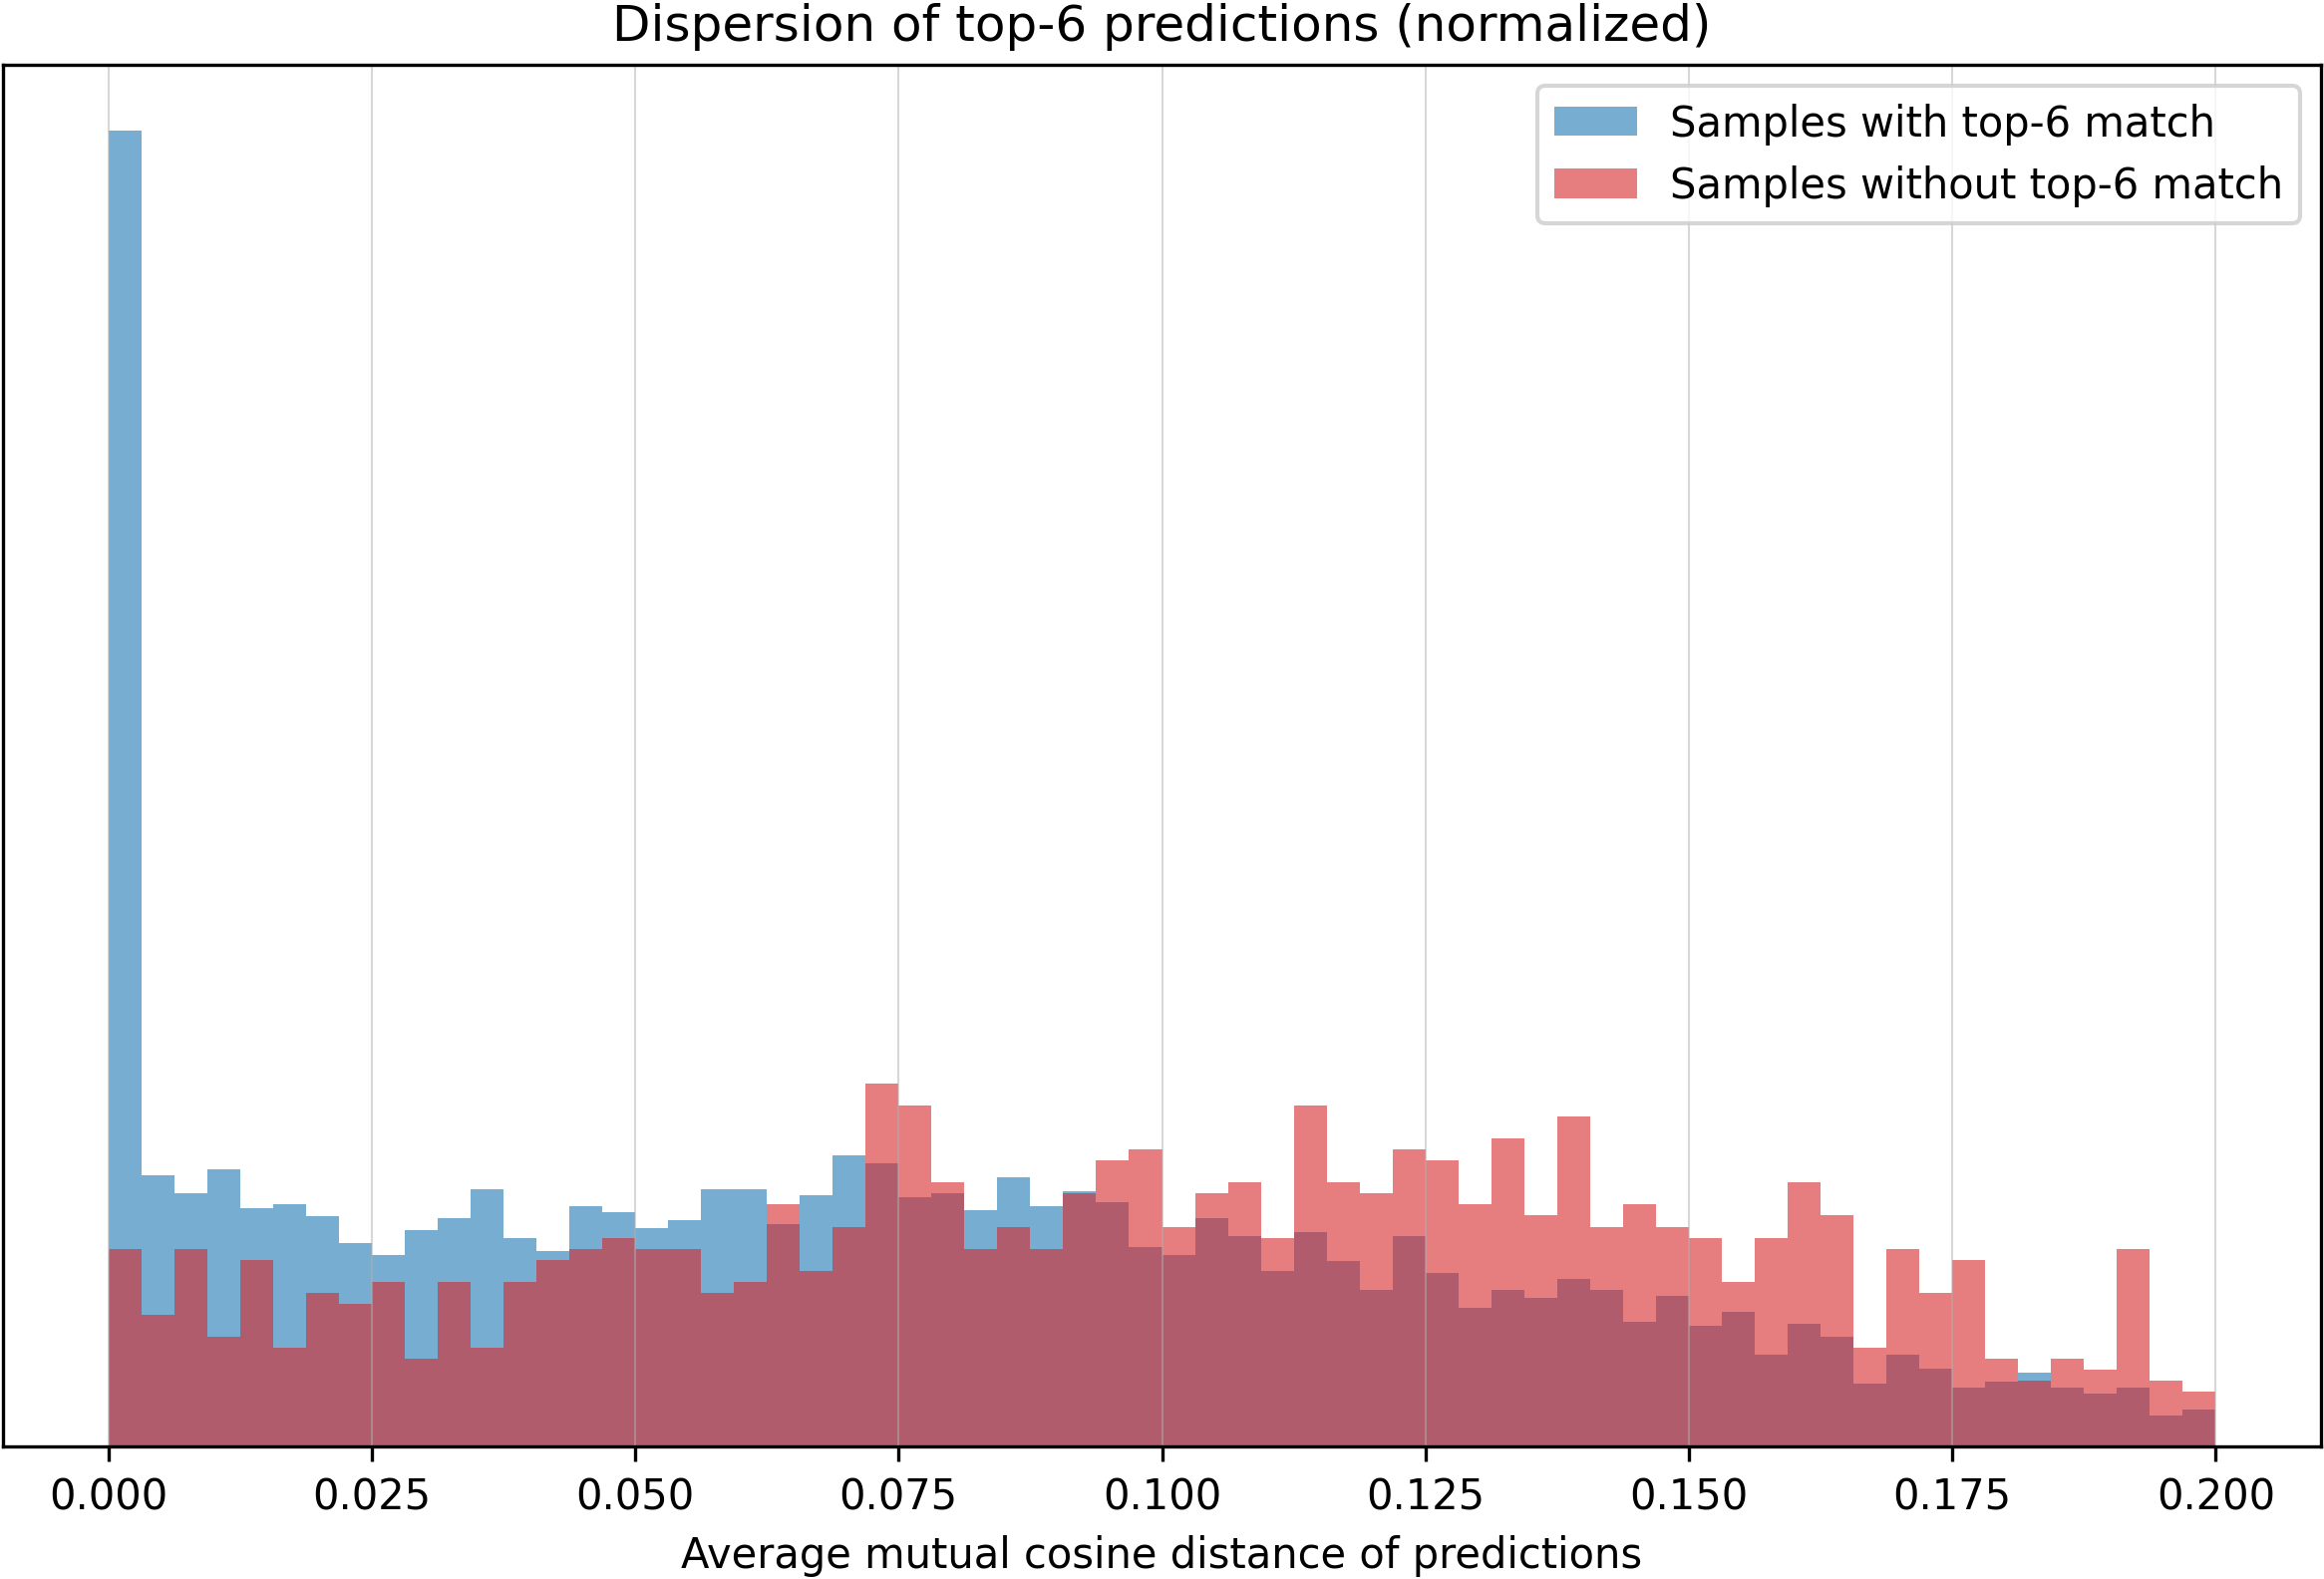 Dispersion of top-6 predictions (normalized)
Samples with top-6 match
Samples without top-6 match
0.000 0.025 0.050 0.075 0.100 0.125 0.150 0.175 0.200
Average mutual cosine distance of predictions